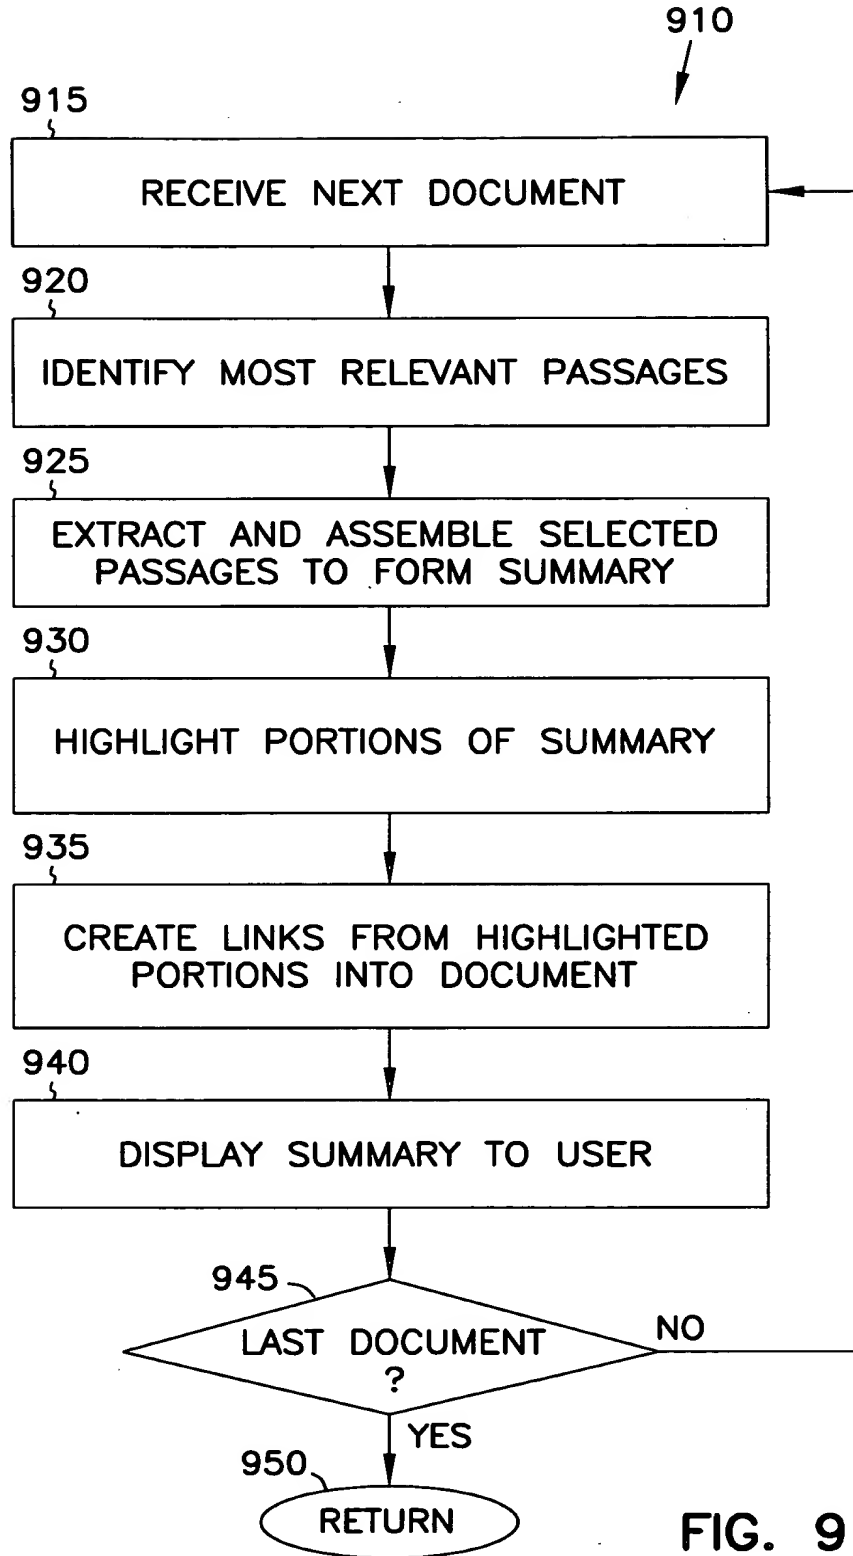 910
915
RECEIVE NEXT DOCUMENT
920
IDENTIFY MOST RELEVANT PASSAGES
925
EXTRACT AND ASSEMBLE SELECTED
PASSAGES TO FORM SUMMARY
930
HIGHLIGHT PORTIONS OF SUMMARY
935
CREATE LINKS FROM HIGHLIGHTED
PORTIONS INTO DOCUMENT
940
DISPLAY SUMMARY TO USER
945
LAST DOCUMENT
?
NO
YES
950
RETURN
FIG. 9